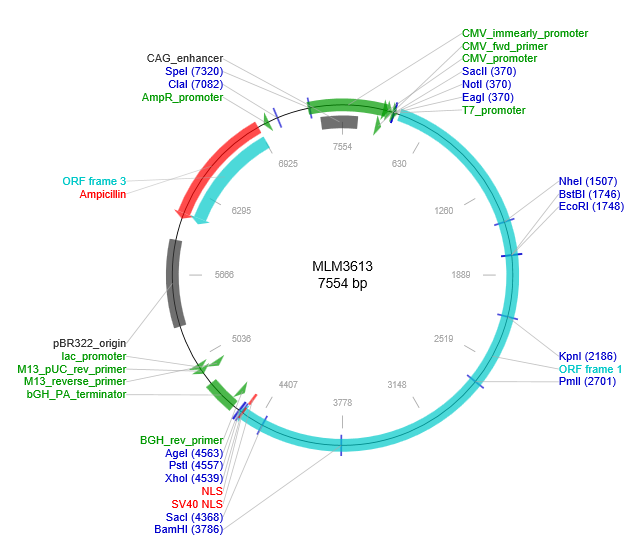 CMV_immearly_promoter
CMV_fwd_primer
CMV_promoter
SacII (370)
NotI (370)
EagI (370)
T7_promoter
CAG_enhancer
SpeI (7320)
ClaI (7082)
AmpR_promoter
7554
630
6925
ORF frame 3
Ampicillin
NheI (1507)
BstBI (1746)
EcoRI (1748)
6295
1260
MLM3613
7554 bp
5666
1889
pBR322_origin
lac_promoter
M13_pUC_rev_primer
M13_reverse_primer
bGH_PA_terminator
5036
2519
KpnI (2186)
ORF frame 1
PmlI (2701)
4407
3778
3148
BGH_rev_primer
AgeI (4563)
PstI (4557)
XhoI (4539)
NLS
SV40 NLS
SacI (4368)
BamHI (3786)